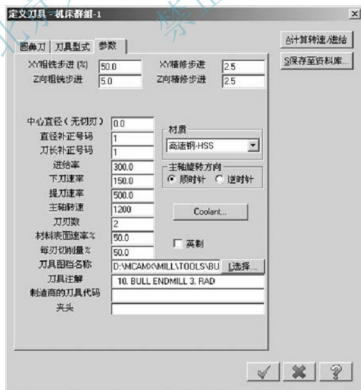 定义刀具 - 机床群组-1
圆鼻刀 刀具型式 参数
A计算转速/进给
S保存至资料库...
XY粗铣步进 (%) 50.0 XY精修步进 2.5
Z向粗铣步进 5.0 Z向精修步进 2.5
中心直径(无切刃) 0.0
直径补正号码 1
刀长补正号码 1
进给率 300.0
下刀速率 150.0
提刀速率 500.0
主轴转速 1200
刀刃数 2
材料表面速率% 50.0
每刃切削量% 50.0
刀具图档名称 D:\MCAMX\MILL\TOOLS\BU L选择...
刀具注解 10. BULL ENDMILL 3. RAD
制造商的刀具代码
夹头
材质
高速钢-HSS
主轴旋转方向
顺时针 逆时针
Coolant...
英制